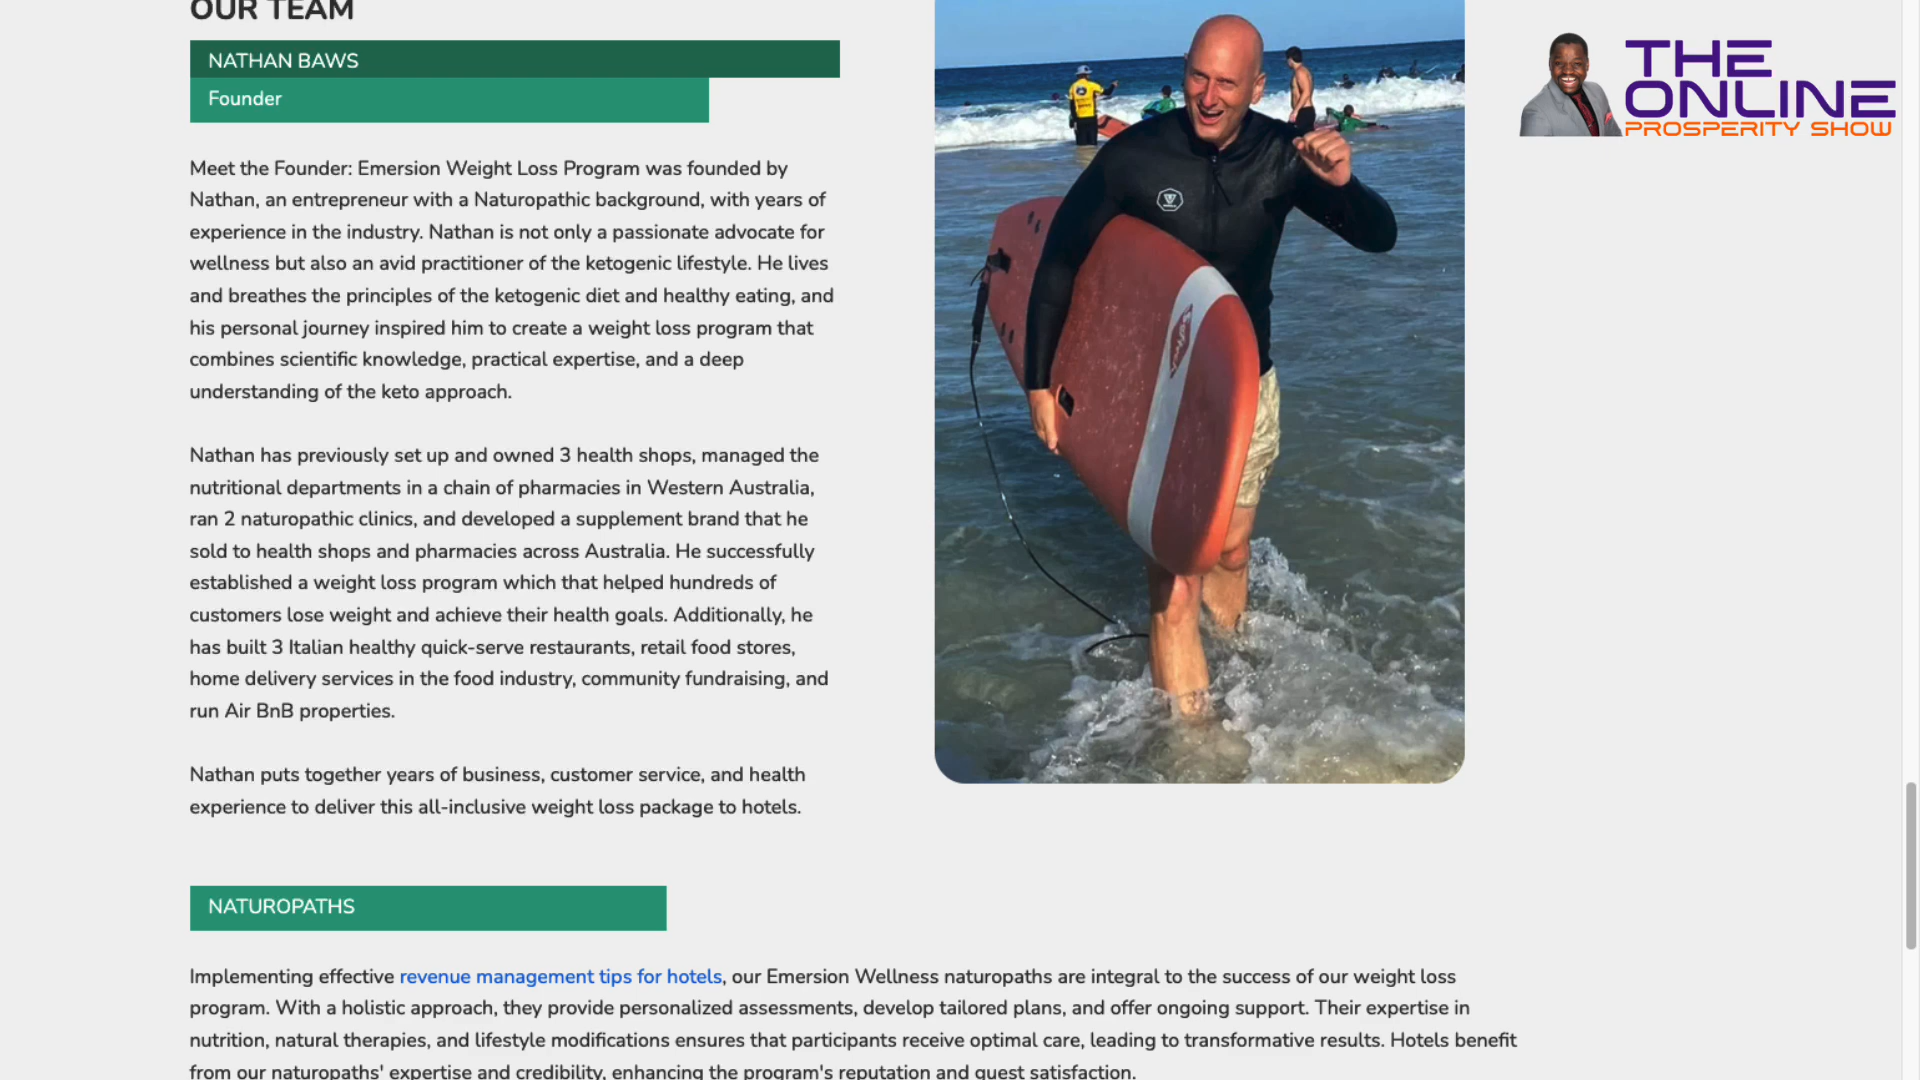 OUR TEAM
NATHAN BAWS
Founder
Meet the Founder: Emersion Weight Loss Program was founded by
Nathan, an entrepreneur with a Naturopathic background, with years of
experience in the industry. Nathan is not only a passionate advocate for
wellness but also an avid practitioner of the ketogenic lifestyle. He lives
and breathes the principles of the ketogenic diet and healthy eating, and
his personal journey inspired him to create a weight loss program that
combines scientific knowledge, practical expertise, and a deep
understanding of the keto approach.
Nathan has previously set up and owned 3 health shops, managed the
nutritional departments in a chain of pharmacies in Western Australia,
ran 2 naturopathic clinics, and developed a supplement brand that he
sold to health shops and pharmacies across Australia. He successfully
established a weight loss program which that helped hundreds of
customers lose weight and achieve their health goals. Additionally, he
has built 3 Italian healthy quick-serve restaurants, retail food stores,
home delivery services in the food industry, community fundraising, and
run Air BnB properties.
Nathan puts together years of business, customer service, and health
experience to deliver this all-inclusive weight loss package to hotels.
THE
ONLINE
PROSPERITY SHOW
NATUROPATHS
Implementing effective revenue management tips for hotels, our Emersion Wellness naturopaths are integral to the success of our weight loss
program. With a holistic approach, they provide personalized assessments, develop tailored plans, and offer ongoing support. Their expertise in
nutrition, natural therapies, and lifestyle modifications ensures that participants receive optimal care, leading to transformative results. Hotels benefit
from our naturopaths' expertise and credibility, enhancing the program's reputation and guest satisfaction.